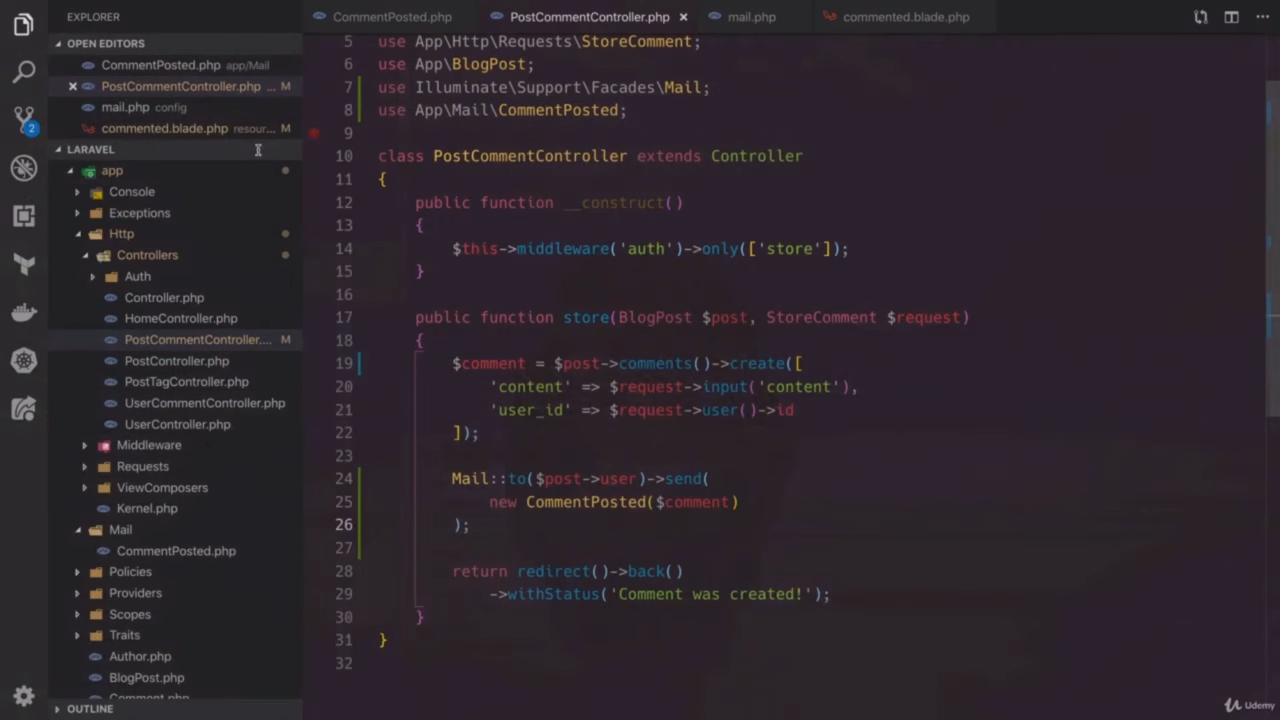 EXPLORER
OPEN EDITORS
CommentPosted.php app/Mail
PostCommentController.php ... M
mail.php config
commented.blade.php resour... M
2
LARAVEL
app
Console
Exceptions
Http
Controllers
Auth
Controller.php
HomeController.php
PostCommentController.... M
PostController.php
PostTagController.php
UserCommentController.php
UserController.php
Middleware
Requests
ViewComposers
Kernel.php
Mail
CommentPosted.php
Policies
Providers
Scopes
Traits
Author.php
BlogPost.php
Comment.php
OUTLINE
CommentPosted.php PostCommentController.php mail.php commented.blade.php
5 use App\Http\Requests\StoreComment;
6 use App\BlogPost;
7 use Illuminate\Support\Facades\Mail;
8 use App\Mail\CommentPosted;
9
10 class PostCommentController extends Controller
11 {
12 public function __construct()
13 {
14 $this->middleware('auth')->only(['store']);
15 }
16
17 public function store(BlogPost $post, StoreComment $request)
18 {
19 $comment = $post->comments()->create([
20 'content' => $request->input('content'),
21 'user_id' => $request->user()->id
22 ]);
23
24 Mail::to($post->user)->send(
25 new CommentPosted($comment)
26 );
27
28 return redirect()->back()
29 ->withStatus('Comment was created!');
30 }
31 }
32
Udemy